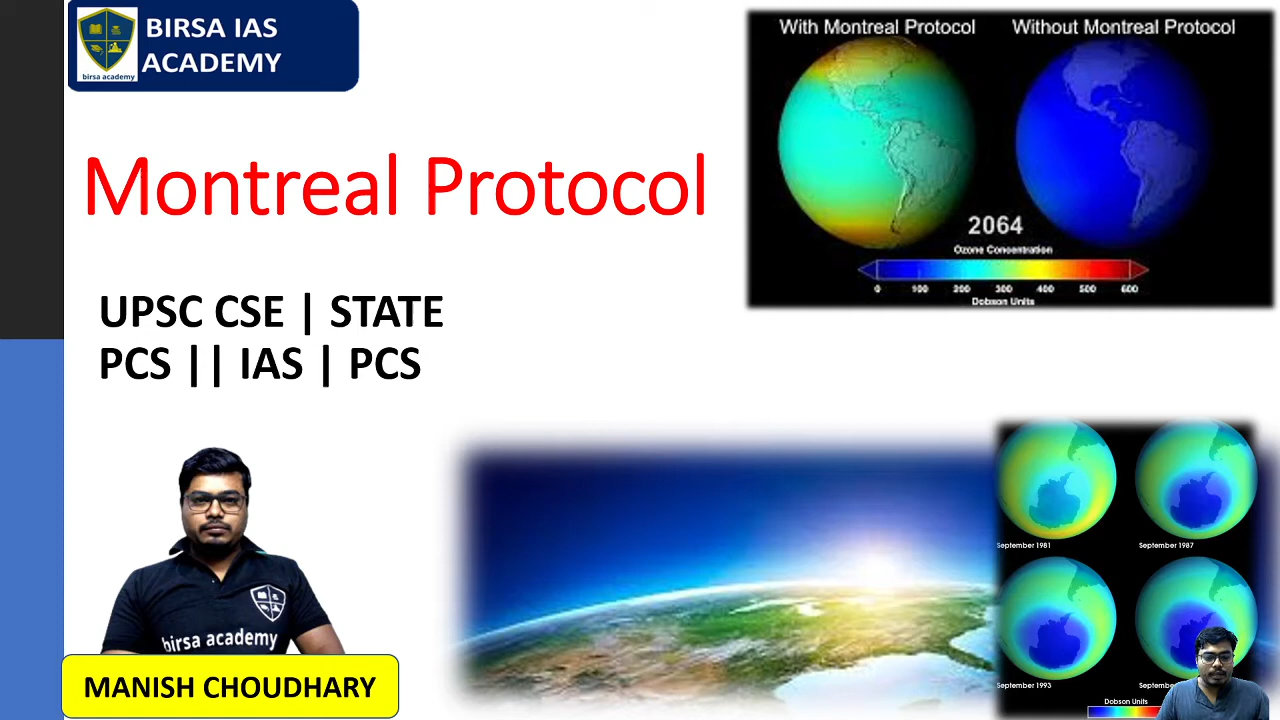 BIRSA IAS
ACADEMY
birsa academy
Montreal Protocol
UPSC CSE | STATE
PCS || IAS | PCS
With Montreal Protocol
Without Montreal Protocol
2064
Ozone Concentration
0 100 200 300 400 500 600
Dobson Units
birsa academy
MANISH CHOUDHARY
September 1981
September 1987
September 1993
Septemb
Dobson Units